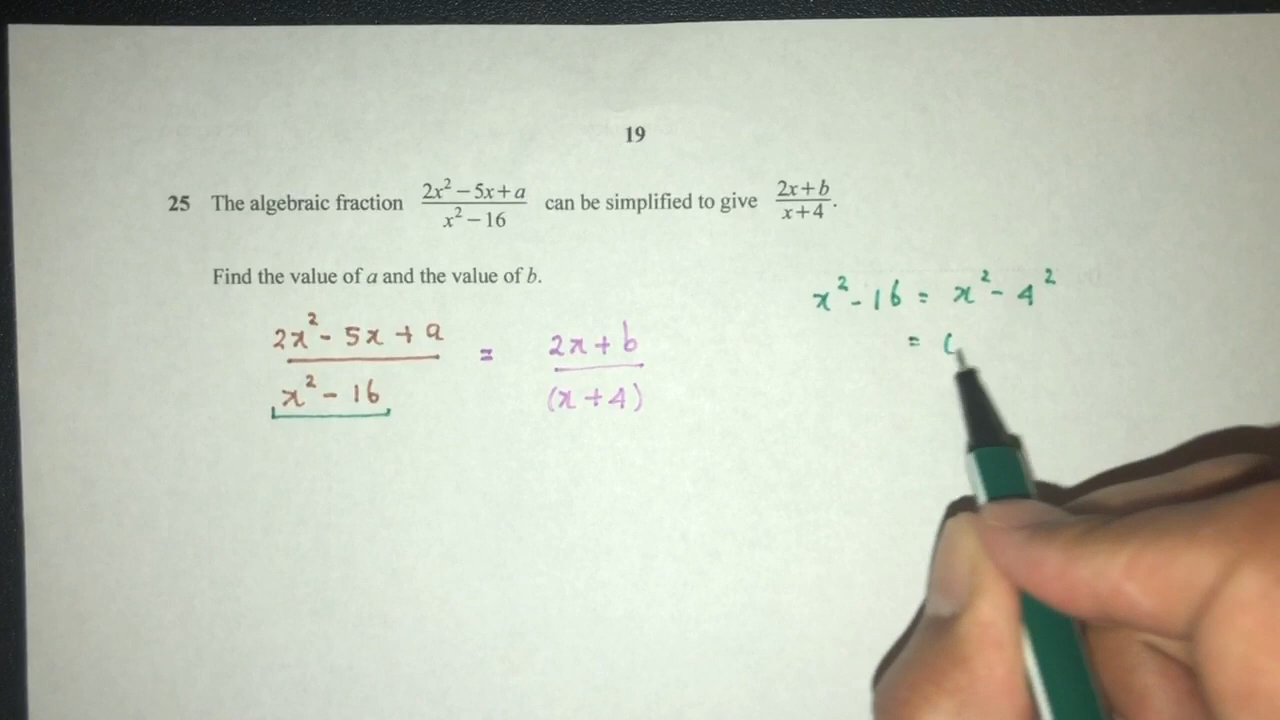 19
25 The algebraic fraction (2x² – 5x + a)/(x² – 16) can be simplified to give (2x + b)/(x + 4).
Find the value of a and the value of b.
(2x² - 5x + a)/(x² - 16) = (2x + b)/((x + 4))
x² - 16 = x² - 4²
= (